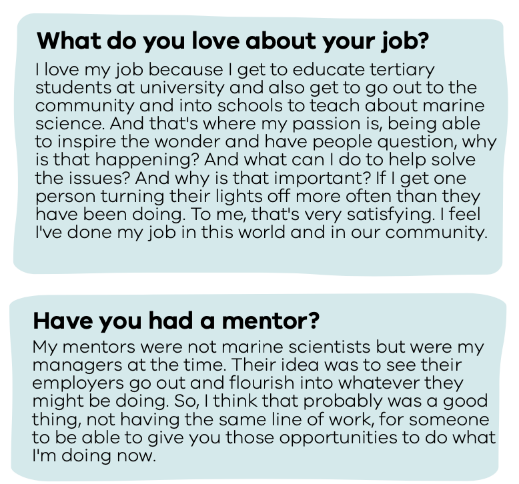 What do you love about your job?
I love my job because I get to educate tertiary
students at university and also get to go out to the
community and into schools to teach about marine
science. And that's where my passion is, being able
to inspire the wonder and have people question, why
is that happening? And what can I do to help solve
the issues? And why is that important? If I get one
person turning their lights off more often than they
have been doing. To me, that's very satisfying. I feel
I've done my job in this world and in our community.
Have you had a mentor?
My mentors were not marine scientists but were my
managers at the time. Their idea was to see their
employers go out and flourish into whatever they
might be doing. So, I think that probably was a good
thing, not having the same line of work, for someone
to be able to give you those opportunities to do what
I'm doing now.